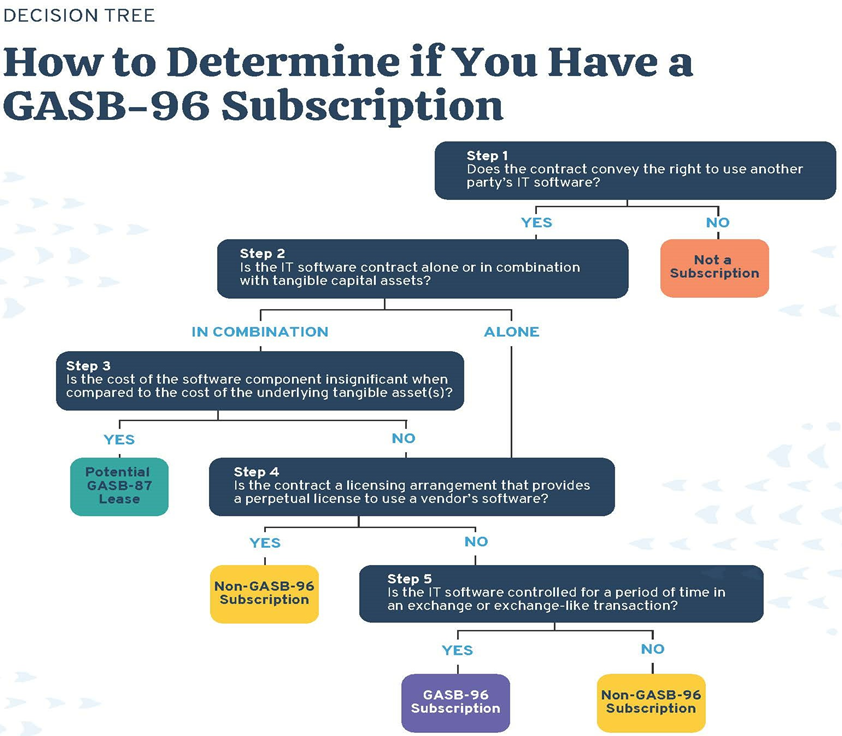 DECISION TREE
How to Determine if You Have a
GASB-96 Subscription
Step 1
Does the contract convey the right to use another
party's IT software?
YES
NO
Step 2
Is the IT software contract alone or in combination
with tangible capital assets?
Not a
Subscription
IN COMBINATION
ALONE
Step 3
Is the cost of the software component insignificant when
compared to the cost of the underlying tangible asset(s)?
YES
NO
Potential
GASB-87
Lease
Step 4
Is the contract a licensing arrangement that provides
a perpetual license to use a vendor's software?
YES
NO
Non-GASB-96
Subscription
Step 5
Is the IT software controlled for a period of time in
an exchange or exchange-like transaction?
YES
NO
GASB-96
Subscription
Non-GASB-96
Subscription